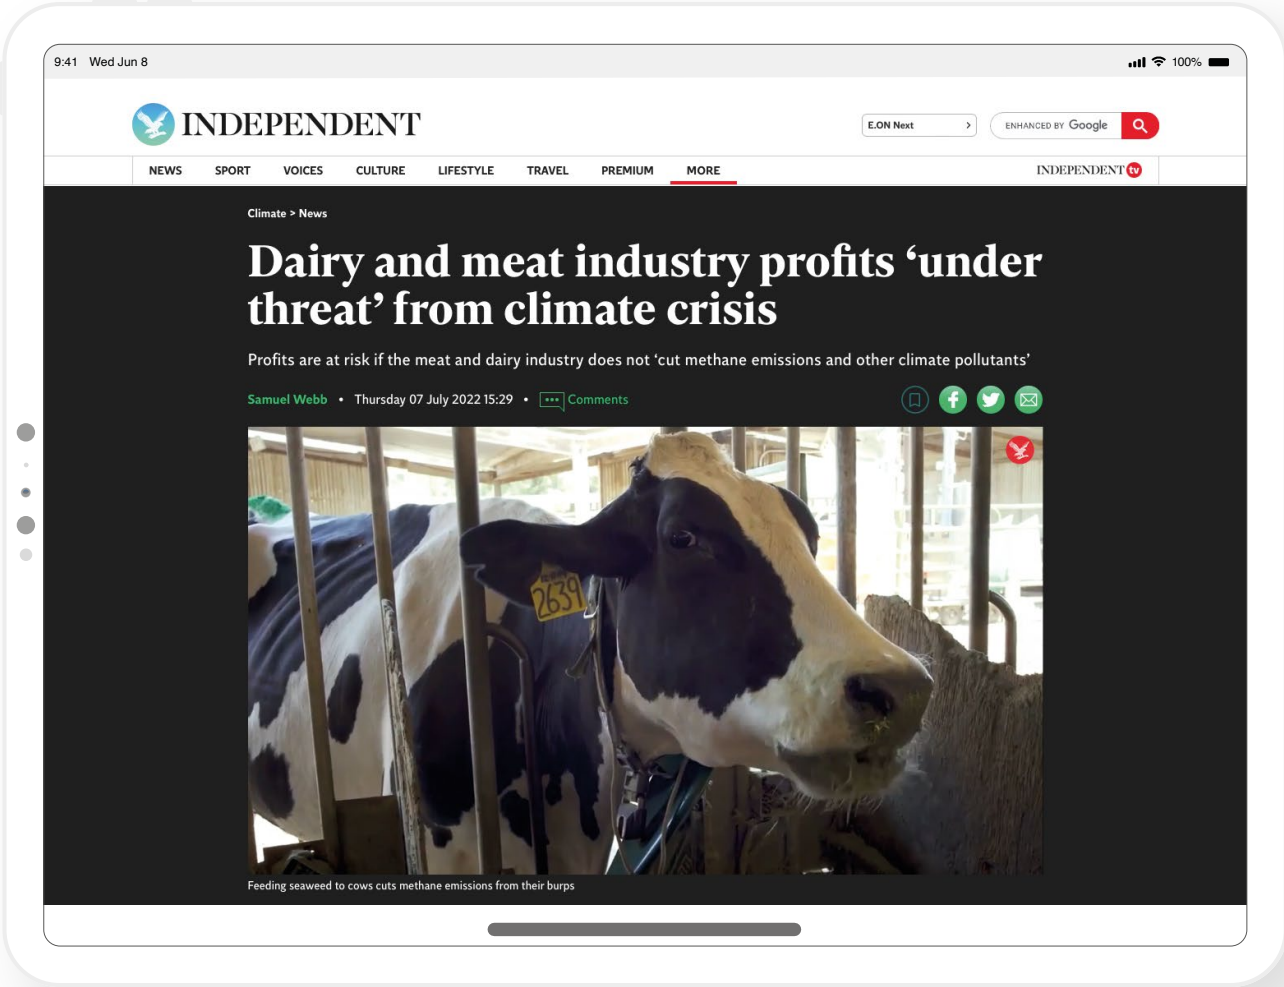 9:41 Wed Jun 8
100%
INDEPENDENT
E.ON Next
ENHANCED BY Google
NEWS SPORT VOICES CULTURE LIFESTYLE TRAVEL PREMIUM MORE
INDEPENDENT tv
Climate > News
Dairy and meat industry profits ‘under
threat’ from climate crisis
Profits are at risk if the meat and dairy industry does not ‘cut methane emissions and other climate pollutants’
Samuel Webb • Thursday 07 July 2022 15:29 • Comments
2639
Feeding seaweed to cows cuts methane emissions from their burps